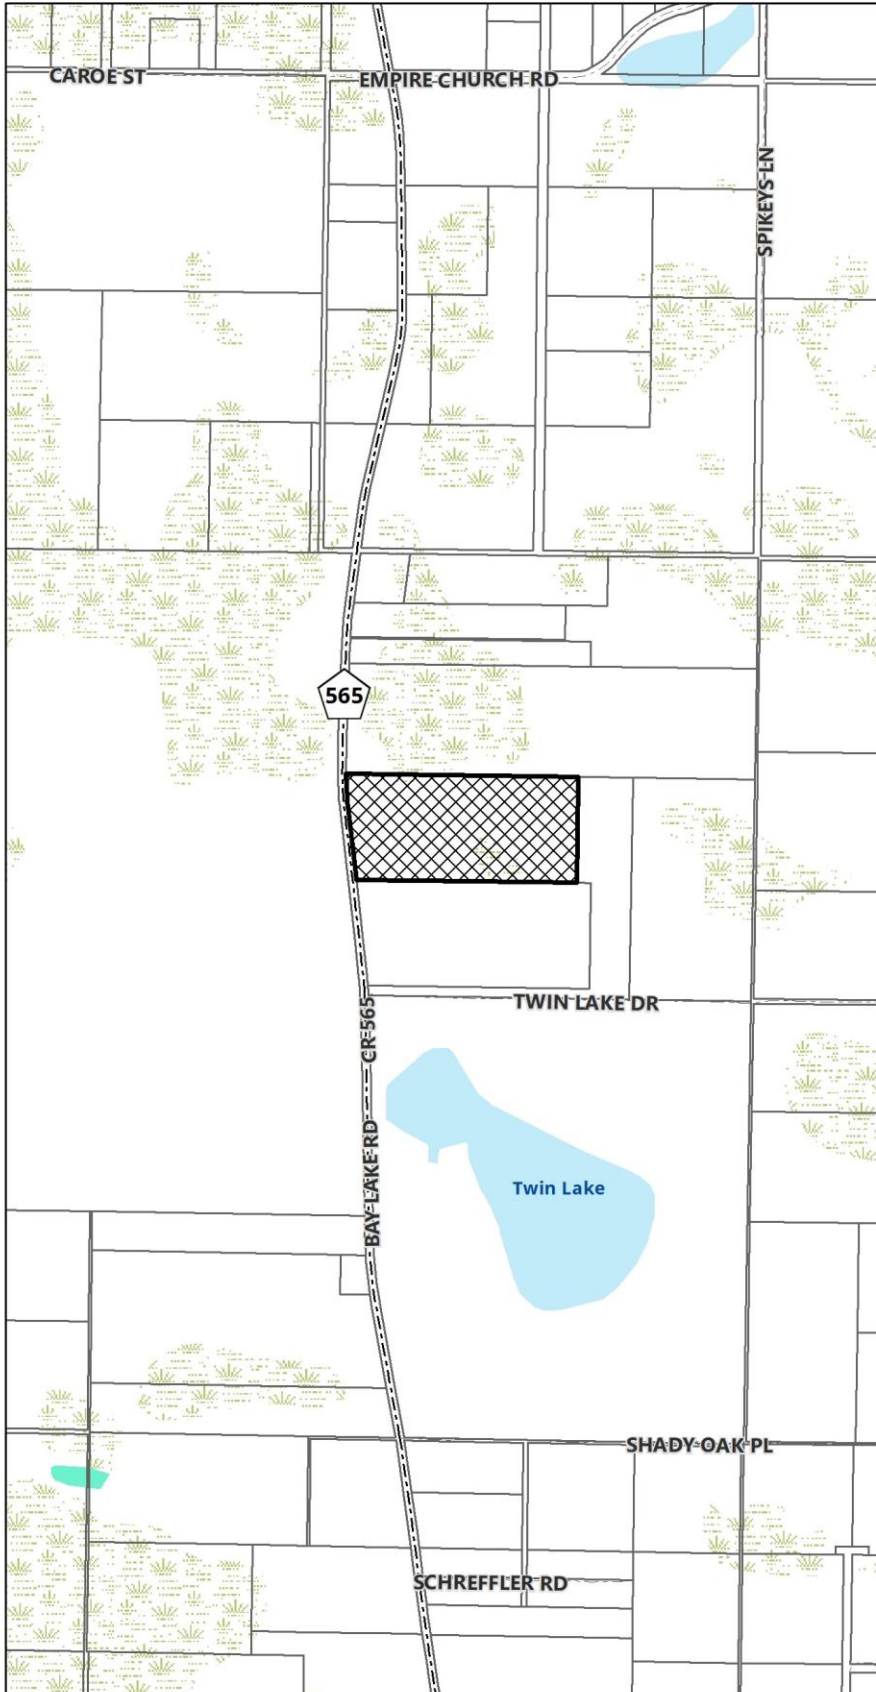 CAROE ST
EMPIRE CHURCH RD
SPIKEYS LN
565
TWIN LAKE DR
CR 565
BAY LAKE RD
Twin Lake
SHADY OAK PL
SCHREFFLER RD